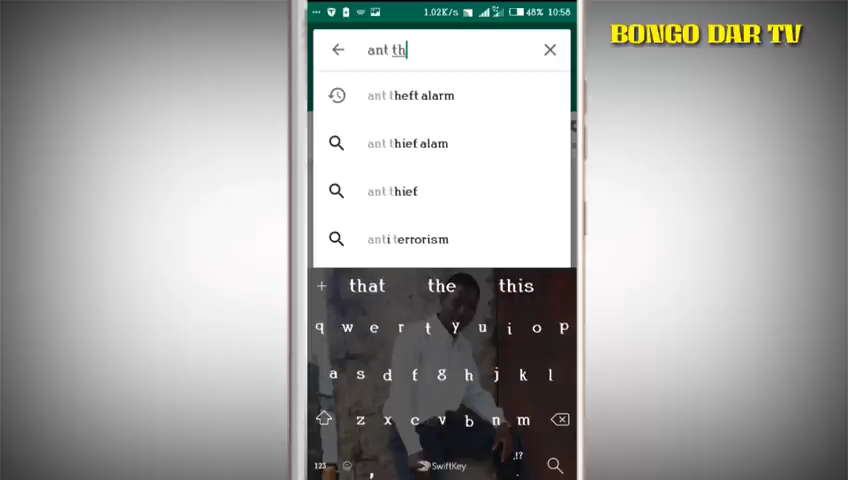 1.02K/s 48% 10:58
BONGO DAR TV
ant th
ant theft alarm
ant thief alam
ant thief
anti terrorism
+ that the this
q w e r t y u i o p
a s d f g h j k l
z x c v b n m
,!?
123 , SwiftKey .